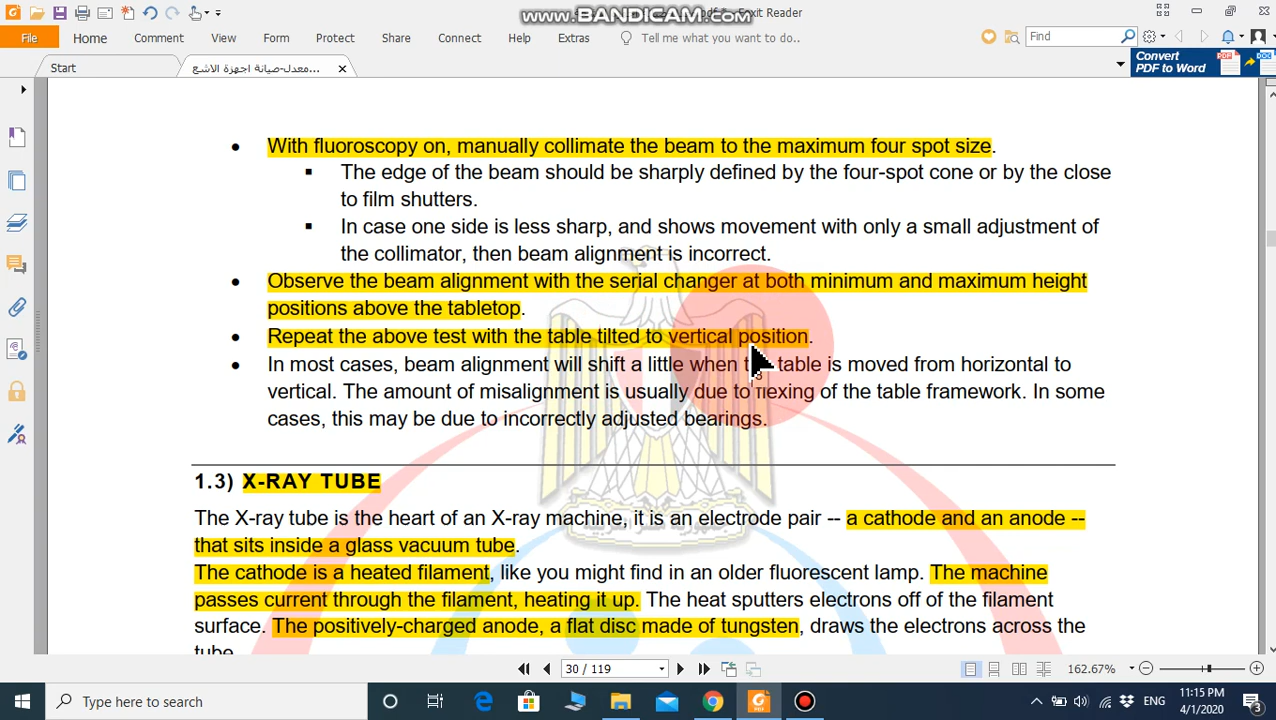 www.BANDICAM.com
Foxit Reader
File Home Comment View Form Protect Share Connect Help Extras Tell me what you want to do.. Find
Convert
PDF to Word
Start معدل-صيانة اجهزة الاشع...
• With fluoroscopy on, manually collimate the beam to the maximum four spot size.
▪ The edge of the beam should be sharply defined by the four-spot cone or by the close
to film shutters.
▪ In case one side is less sharp, and shows movement with only a small adjustment of
the collimator, then beam alignment is incorrect.
• Observe the beam alignment with the serial changer at both minimum and maximum height
positions above the tabletop.
• Repeat the above test with the table tilted to vertical position.
• In most cases, beam alignment will shift a little when table is moved from horizontal to
vertical. The amount of misalignment is usually due to flexing of the table framework. In some
cases, this may be due to incorrectly adjusted bearings.
1.3) X-RAY TUBE
The X-ray tube is the heart of an X-ray machine, it is an electrode pair -- a cathode and an anode --
that sits inside a glass vacuum tube.
The cathode is a heated filament, like you might find in an older fluorescent lamp. The machine
passes current through the filament, heating it up. The heat sputters electrons off of the filament
surface. The positively-charged anode, a flat disc made of tungsten, draws the electrons across the
tube.
30 / 119
162.67%
Type here to search
ENG
11:15 PM
4/1/2020
3